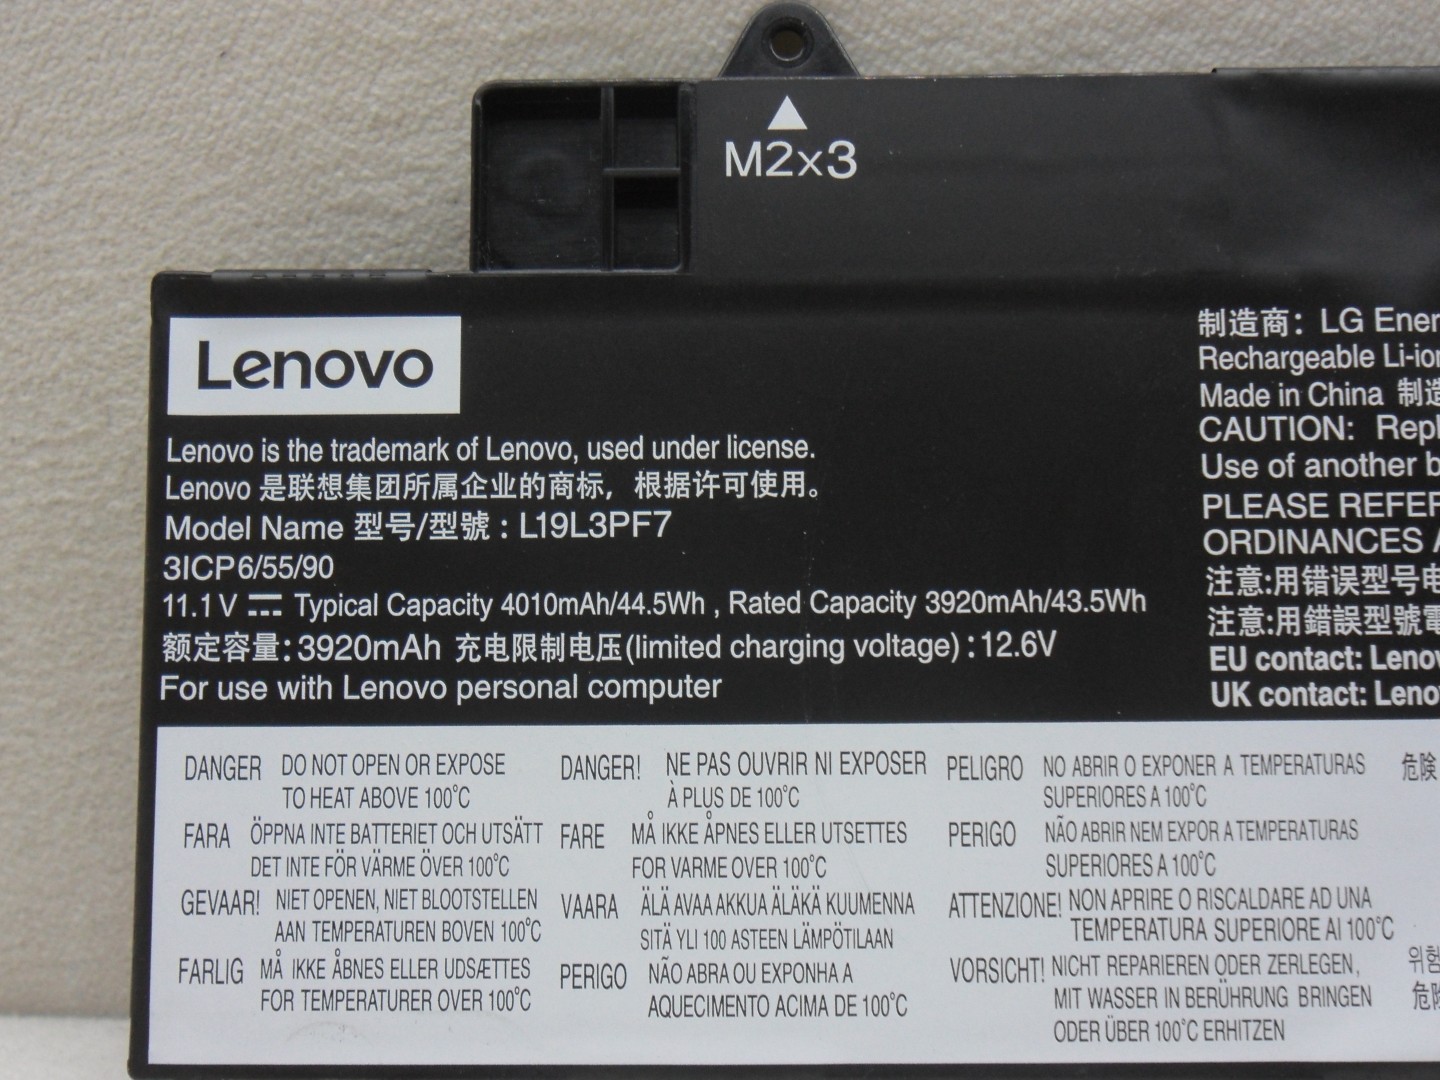 M2x3
Lenovo
Lenovo is the trademark of Lenovo, used under license.
Lenovo 是联想集团所属企业的商标，根据许可使用。
Model Name 型号/型號 : L19L3PF7
3ICP6/55/90
11.1V ⎓ Typical Capacity 4010mAh/44.5Wh , Rated Capacity 3920mAh/43.5Wh
额定容量: 3920mAh 充电限制电压(limited charging voltage) : 12.6V
For use with Lenovo personal computer
制造商: LG Ener
Rechargeable Li-ion
Made in China 制造
CAUTION: Repl
Use of another b
PLEASE REFER
ORDINANCES A
注意:用错误型号电
注意:用錯誤型號電
EU contact: Lenov
UK contact: Lenov
DANGER DO NOT OPEN OR EXPOSE
TO HEAT ABOVE 100°C
FARA ÖPPNA INTE BATTERIET OCH UTSÄTT
DET INTE FÖR VÄRME ÖVER 100°C
GEVAAR! NIET OPENEN, NIET BLOOTSTELLEN
AAN TEMPERATUREN BOVEN 100°C
FARLIG MÅ IKKE ÅBNES ELLER UDSÆTTES
FOR TEMPERATURER OVER 100°C
DANGER! NE PAS OUVRIR NI EXPOSER
À PLUS DE 100°C
FARE MÅ IKKE ÅPNES ELLER UTSETTES
FOR VARME OVER 100°C
VAARA ÄLÄ AVAA AKKUA ÄLÄKÄ KUUMENNA
SITÄ YLI 100 ASTEEN LÄMPÖTILAAN
PERIGO NÃO ABRA OU EXPONHA A
AQUECIMENTO ACIMA DE 100°C
PELIGRO NO ABRIR O EXPONER A TEMPERATURAS
SUPERIORES A 100°C
PERIGO NÃO ABRIR NEM EXPOR A TEMPERATURAS
SUPERIORES A 100°C
ATTENZIONE! NON APRIRE O RISCALDARE AD UNA
TEMPERATURA SUPERIORE AI 100°C
VORSICHT! NICHT REPARIEREN ODER ZERLEGEN,
MIT WASSER IN BERÜHRUNG BRINGEN
ODER ÜBER 100°C ERHITZEN
危険
위험
危险